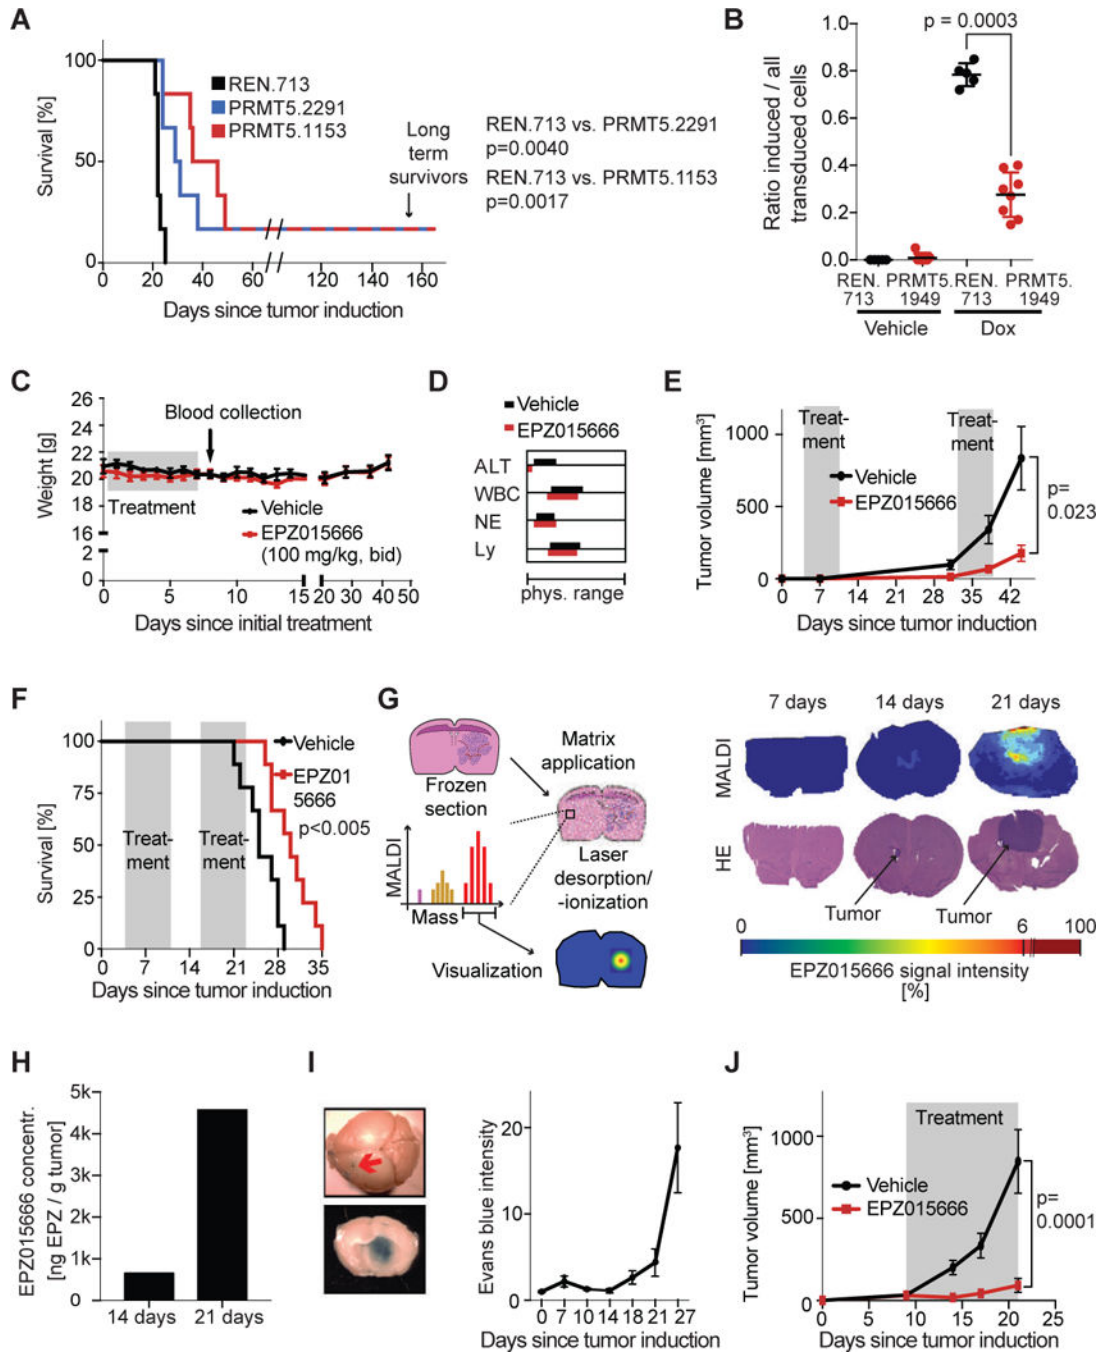 A
Survival [%]
100
50
0
REN.713
PRMT5.2291
PRMT5.1153
Long
term
survivors
REN.713 vs. PRMT5.2291
p=0.0040
REN.713 vs. PRMT5.1153
p=0.0017
0 20 40 60 120 160
Days since tumor induction
B
p = 0.0003
Ratio induced / all
transduced cells
0.8
0.6
0.4
0.2
0
REN. PRMT5. REN. PRMT5.
713 1949 713 1949
Vehicle Dox
C
Weight [g]
26
24
22
20
18
16
2
0
Blood collection
Treatment
Vehicle
EPZ015666
(100 mg/kg, bid)
0 5 10 15 20 30 40 50
Days since initial treatment
D
Vehicle
EPZ015666
ALT
WBC
NE
Ly
phys. range
E
Tumor volume [mm³]
1000
500
0
Treat-
ment
Treat-
ment
Vehicle
EPZ015666
p=
0.023
0 7 14 21 28 35 42
Days since tumor induction
F
Survival [%]
100
75
50
25
0
Treat-
ment
Treat-
ment
Vehicle
EPZ01
5666
p<0.005
0 7 14 21 28 35
Days since tumor induction
G
Frozen
section
Matrix
application
MALDI
Mass
Laser
desorption/
-ionization
Visualization
7 days 14 days 21 days
MALDI
HE
Tumor Tumor
0 6 100
EPZ015666 signal intensity
[%]
H
EPZ015666 concentr.
[ng EPZ / g tumor]
5k
4k
3k
2k
1k
0
14 days 21 days
I
Evans blue intensity
20
10
0
0 7 10 14 18 21 27
Days since tumor induction
J
Tumor volume [mm³]
1000
500
0
Treatment
Vehicle
EPZ015666
p=
0.0001
0 5 10 15 20 25
Days since tumor induction